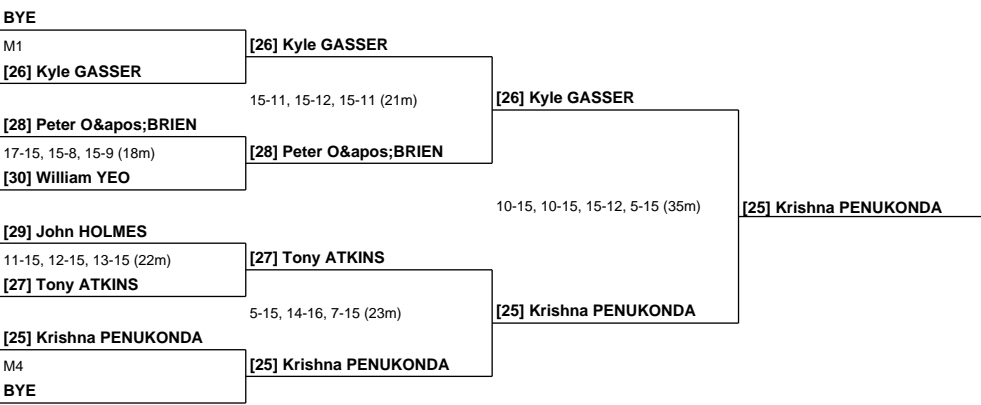 BYE
M1
[26] Kyle GASSER
[26] Kyle GASSER
15-11, 15-12, 15-11 (21m)
[26] Kyle GASSER
[28] Peter O&apos;BRIEN
17-15, 15-8, 15-9 (18m)
[28] Peter O&apos;BRIEN
[30] William YEO
10-15, 10-15, 15-12, 5-15 (35m)
[25] Krishna PENUKONDA
[29] John HOLMES
11-15, 12-15, 13-15 (22m)
[27] Tony ATKINS
[27] Tony ATKINS
5-15, 14-16, 7-15 (23m)
[25] Krishna PENUKONDA
[25] Krishna PENUKONDA
M4
[25] Krishna PENUKONDA
BYE